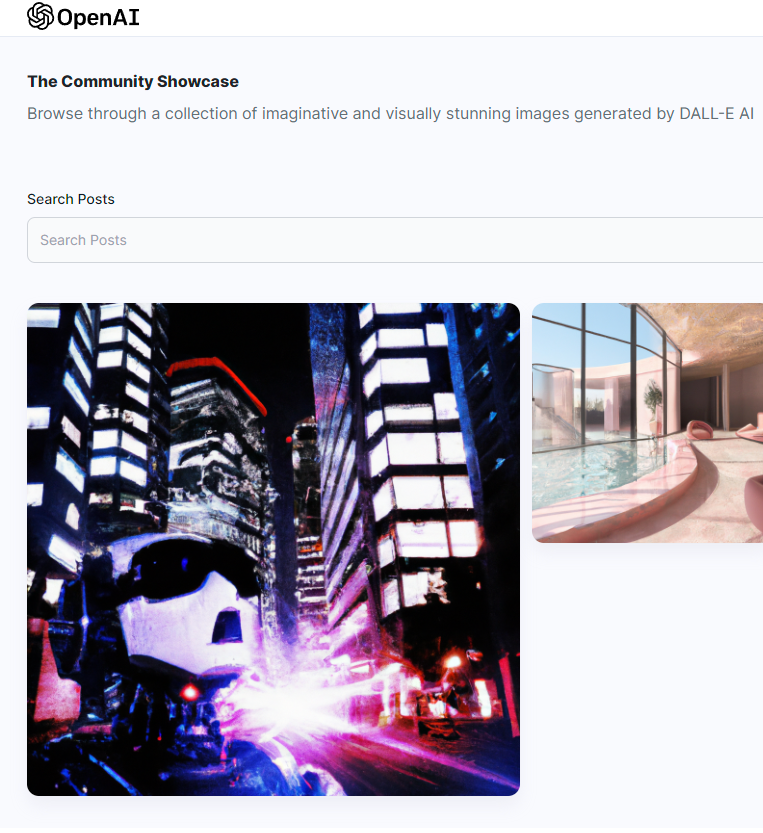 OpenAI
The Community Showcase
Browse through a collection of imaginative and visually stunning images generated by DALL-E AI
Search Posts
Search Posts